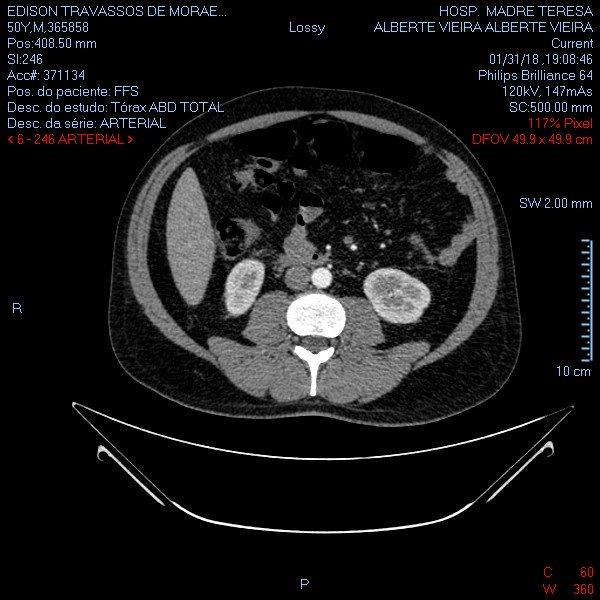 EDISON TRAVASSOS DE MORAE...
50Y,M,365858
Pos:408.50 mm
Sl:246
Acc#: 371134
Pos. do paciente: FFS
Desc. do estudo: Tórax ABD TOTAL
Desc. da série: ARTERIAL
< 6 - 246 ARTERIAL >
Lossy
HOSP. MADRE TERESA
ALBERTE VIEIRA ALBERTE VIEIRA
Current
01/31/18 ,19:08:46
Philips Brilliance 64
120kV, 147mAs
SC:500.00 mm
117% Pixel
DFOV 49.9 x 49.9 cm
SW 2.00 mm
R
10 cm
P
C 60
W 360